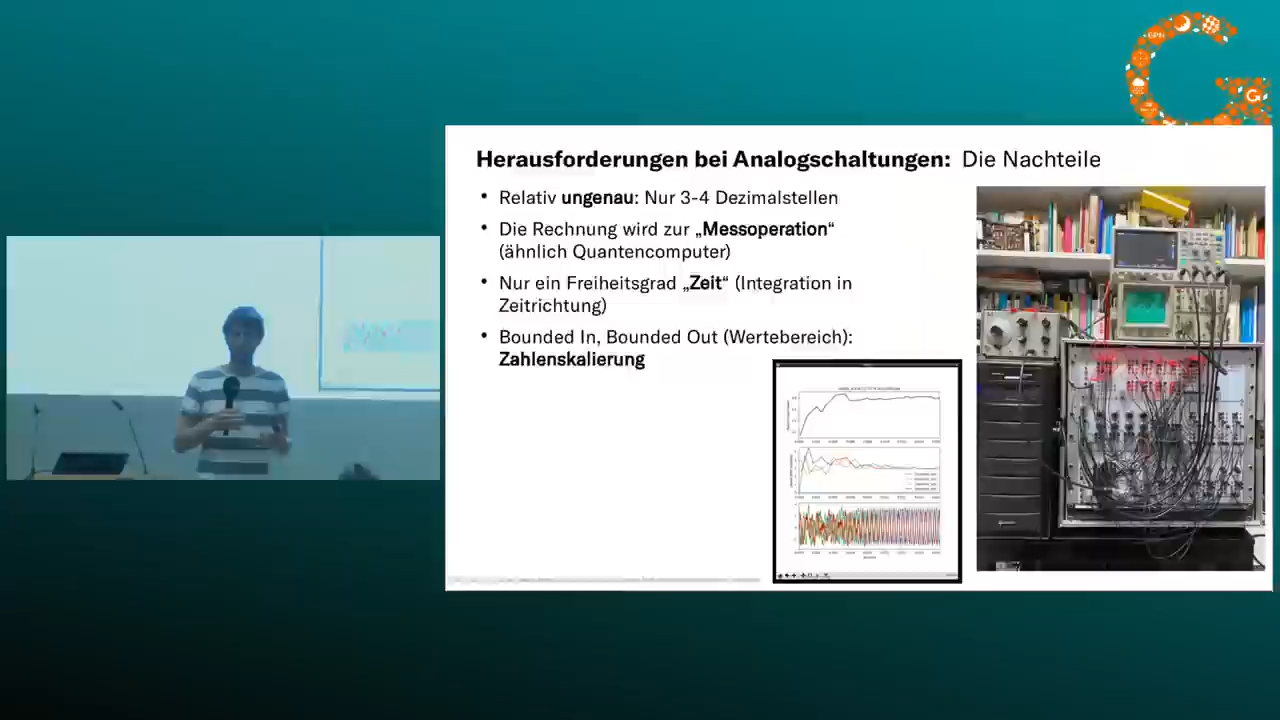 Herausforderungen bei Analogschaltungen: Die Nachteile
• Relativ ungenau: Nur 3-4 Dezimalstellen
• Die Rechnung wird zur „Messoperation“
(ähnlich Quantencomputer)
• Nur ein Freiheitsgrad „Zeit“ (Integration in
Zeitrichtung)
• Bounded In, Bounded Out (Wertebereich):
Zahlenskalierung